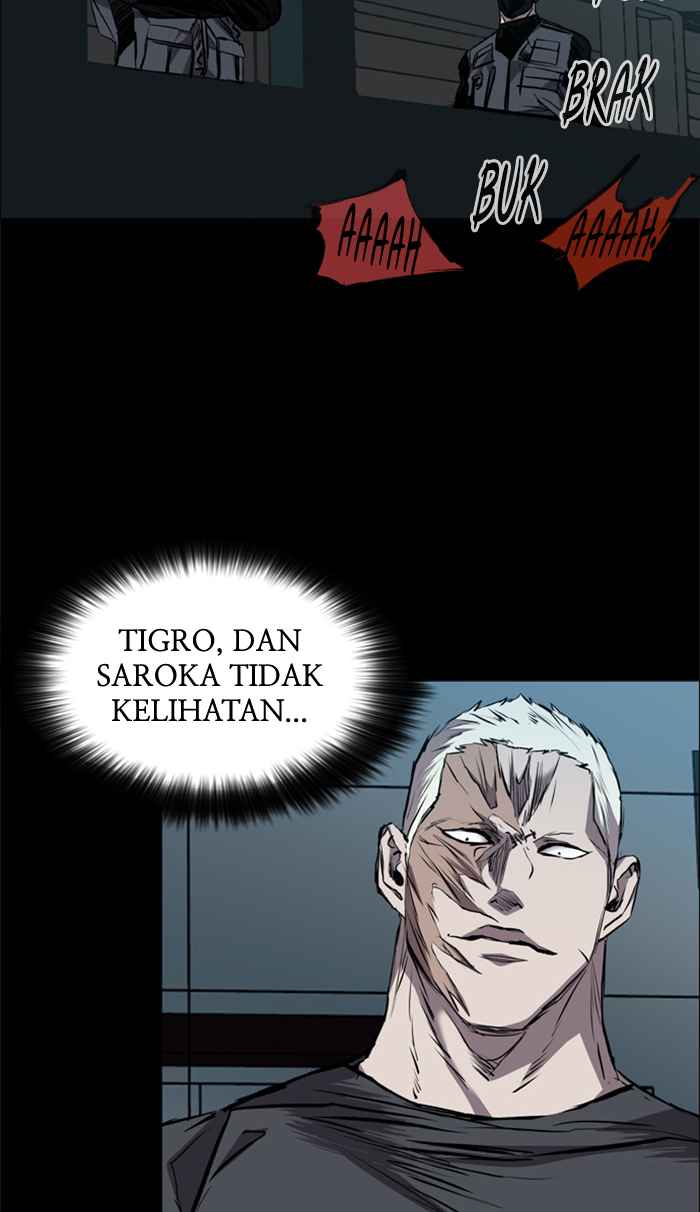 BRAK
BUK
AAAAH
AAAAH!
TIGRO, DAN
SAROKA TIDAK
KELIHATAN...